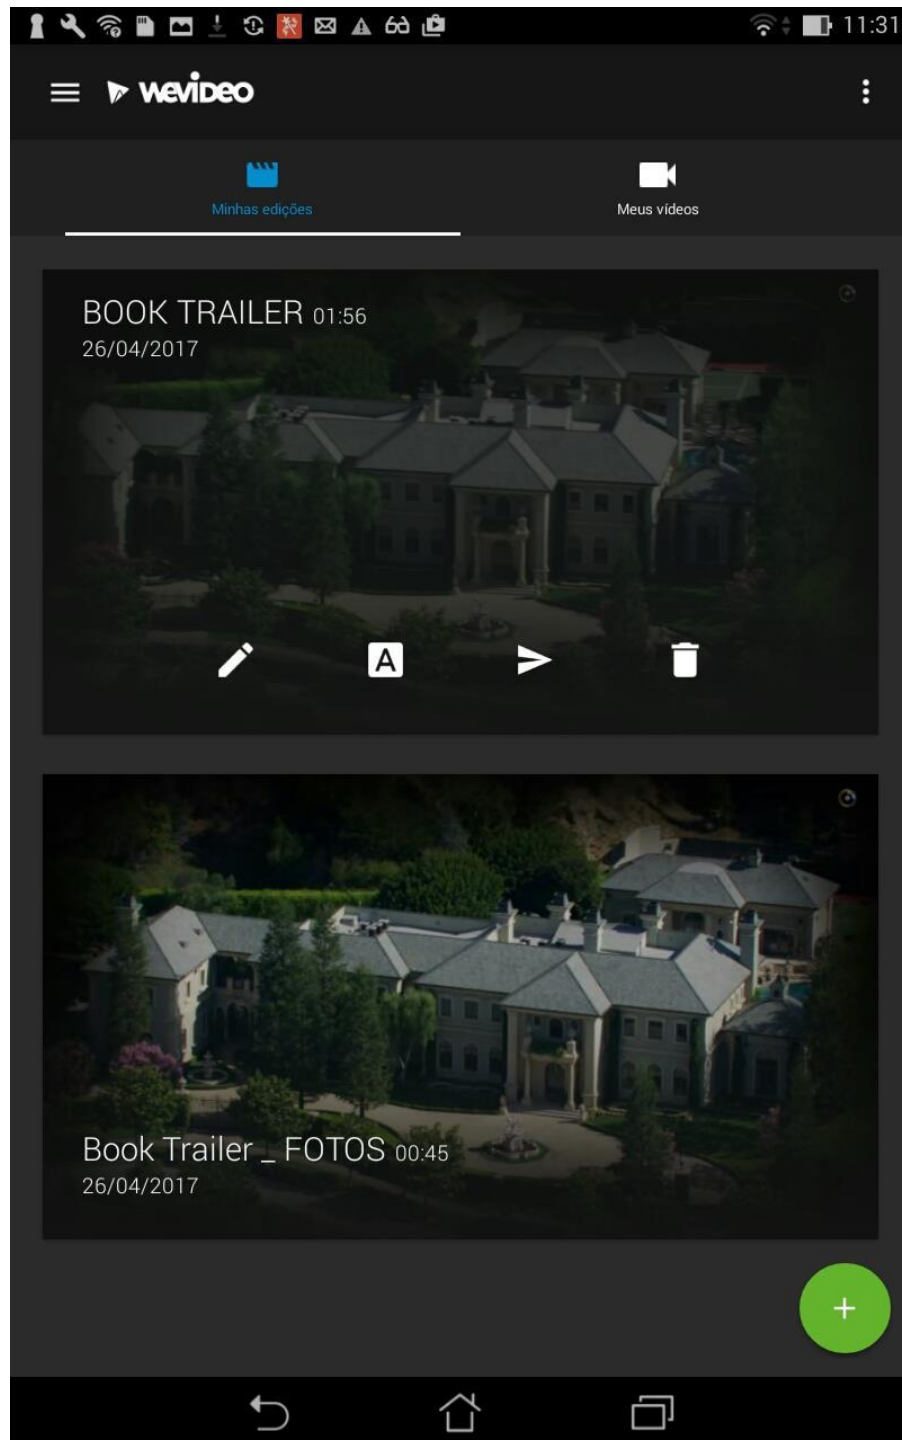 11:31
WEVIDEO
Minhas edições
Meus vídeos
BOOK TRAILER 01:56
26/04/2017
A
Book Trailer _ FOTOS 00:45
26/04/2017